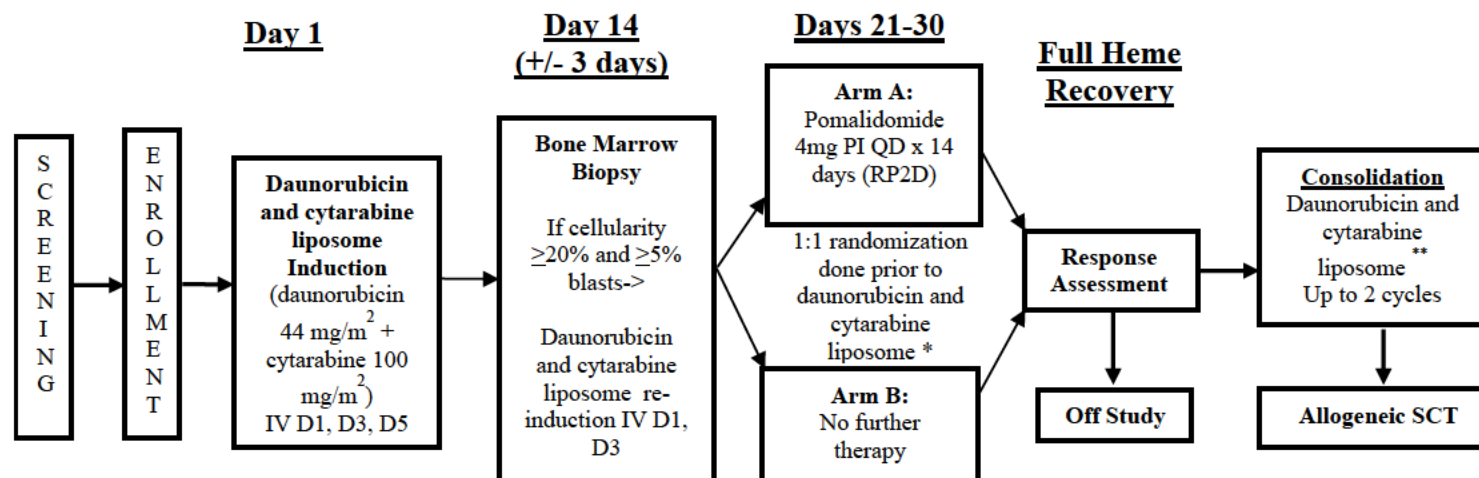 Day 1
Day 14
(+/- 3 days)
Days 21-30
Full Heme
Recovery
SCREENING
ENROLLMENT
Daunorubicin
and cytarabine
liposome
Induction
(daunorubicin
44 mg/m² +
cytarabine 100
mg/m²)
IV D1, D3, D5
Bone Marrow
Biopsy
If cellularity
≥20% and ≥5%
blasts->
Daunorubicin
and cytarabine
liposome re-
induction IV D1,
D3
Arm A:
Pomalidomide
4mg PI QD x 14
days (RP2D)
1:1 randomization
done prior to
daunorubicin and
cytarabine
liposome *
Arm B:
No further
therapy
Response
Assessment
Off Study
Consolidation
Daunorubicin and
cytarabine
liposome **
Up to 2 cycles
Allogeneic SCT